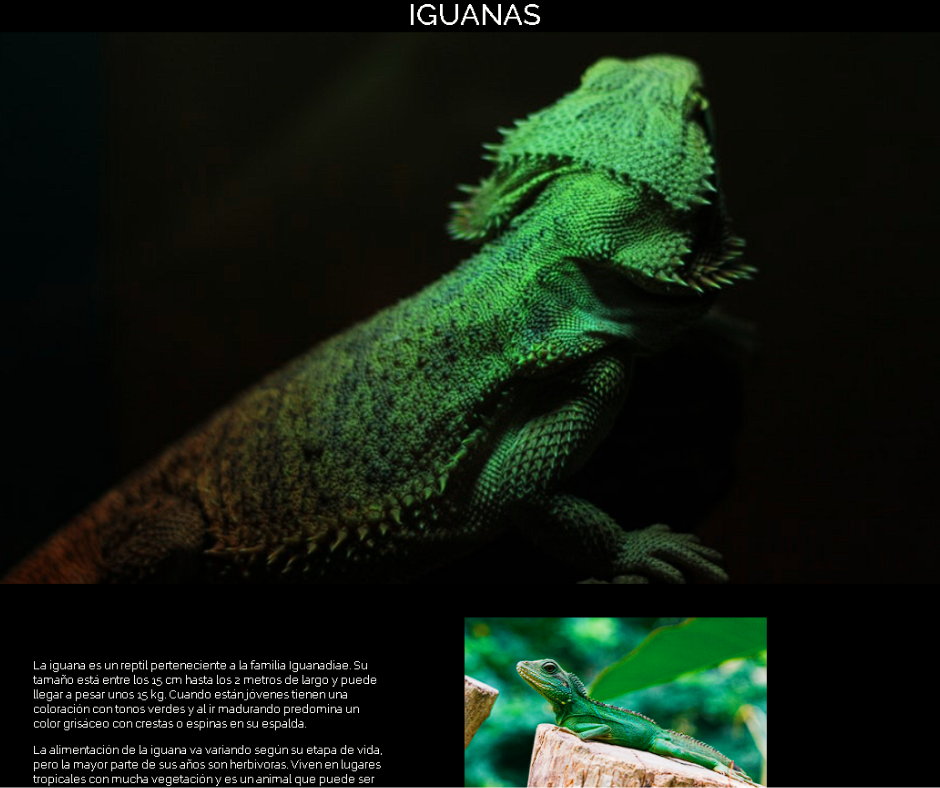 IGUANAS
La iguana es un reptil perteneciente a la familia Iguanadiae. Su
tamaño está entre los 15 cm hasta los 2 metros de largo y puede
llegar a pesar unos 15 kg. Cuando están jóvenes tienen una
coloración con tonos verdes y al ir madurando predomina un
color grisáceo con crestas o espinas en su espalda.
La alimentación de la iguana va variando según su etapa de vida,
pero la mayor parte de sus años son herbivoras. Viven en lugares
tropicales con mucha vegetación y es un animal que puede ser